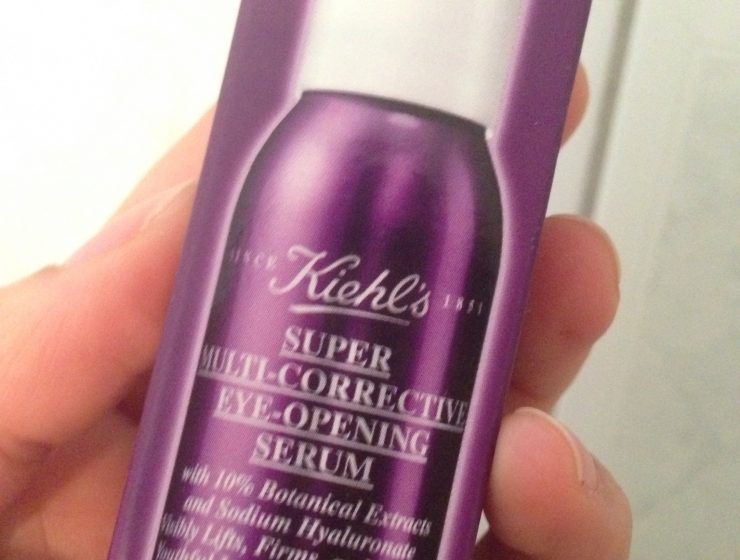 SINCE Kiehl's 1851
SUPER
MULTI-CORRECTIVE
EYE-OPENING
SERUM
with 10% Botanical Extracts
and Sodium Hyaluronate
Visibly Lifts, Firms,
Youthful